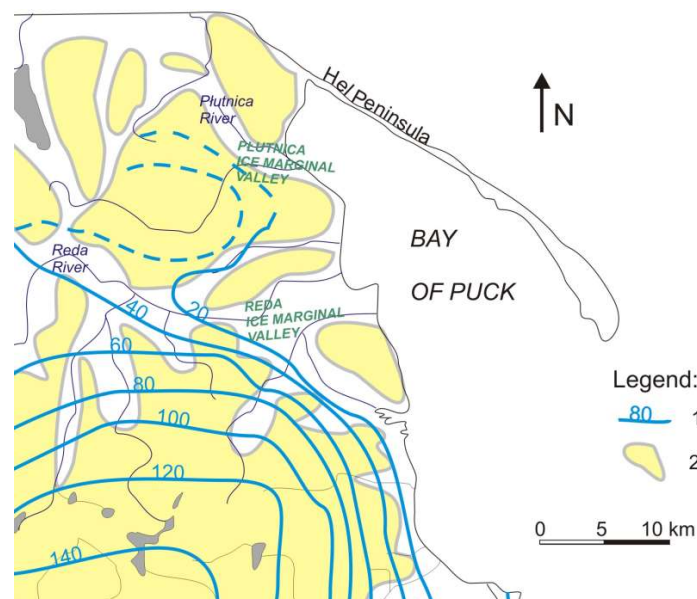 Hel Peninsula
N
Płutnica
River
PŁUTNICA
ICE MARGINAL
VALLEY
BAY
OF PUCK
Reda
River
REDA
ICE MARGINAL
VALLEY
40
20
60
80
100
120
140
Legend:
80 1
2
0 5 10 km